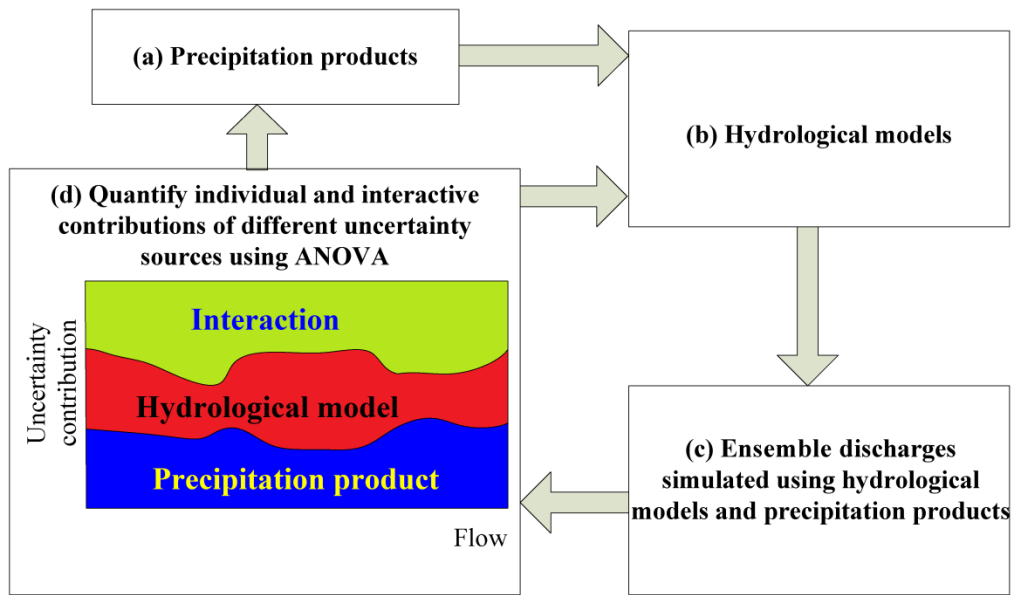 (a) Precipitation products
(b) Hydrological models
(d) Quantify individual and interactive
contributions of different uncertainty
sources using ANOVA
Uncertainty
contribution
Interaction
Hydrological model
Precipitation product
Flow
(c) Ensemble discharges
simulated using hydrological
models and precipitation products